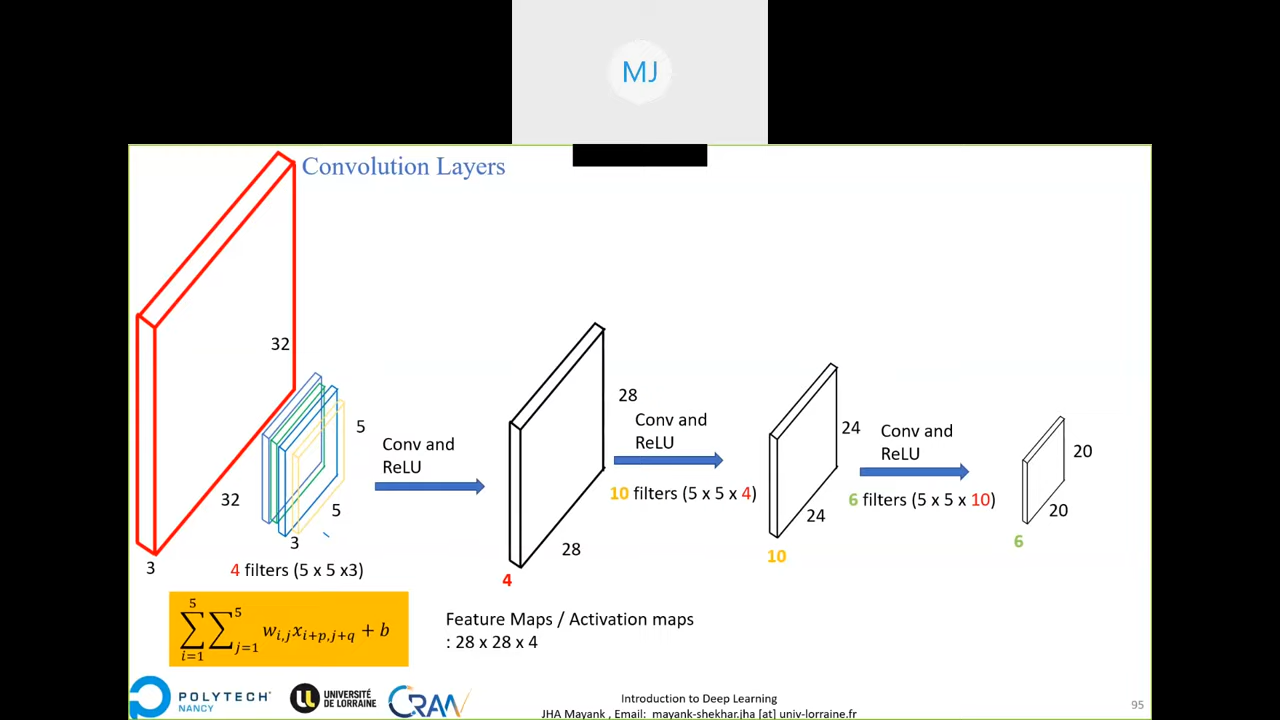 MJ
Convolution Layers
32
32
3
5
5
3
4 filters (5 x 5 x3)
Conv and
ReLU
28
28
4
Conv and
ReLU
10 filters (5 x 5 x 4)
24
24
10
Conv and
ReLU
6 filters (5 x 5 x 10)
20
20
6
∑_{i=1}^{5} ∑_{j=1}^{5} w_{i,j}x_{i+p,j+q} + b
Feature Maps / Activation maps
: 28 x 28 x 4
POLYTECH
NANCY
UNIVERSITÉ
DE LORRAINE
CRAN
Introduction to Deep Learning
JHA Mayank , Email: mayank-shekhar.jha [at] univ-lorraine.fr
95